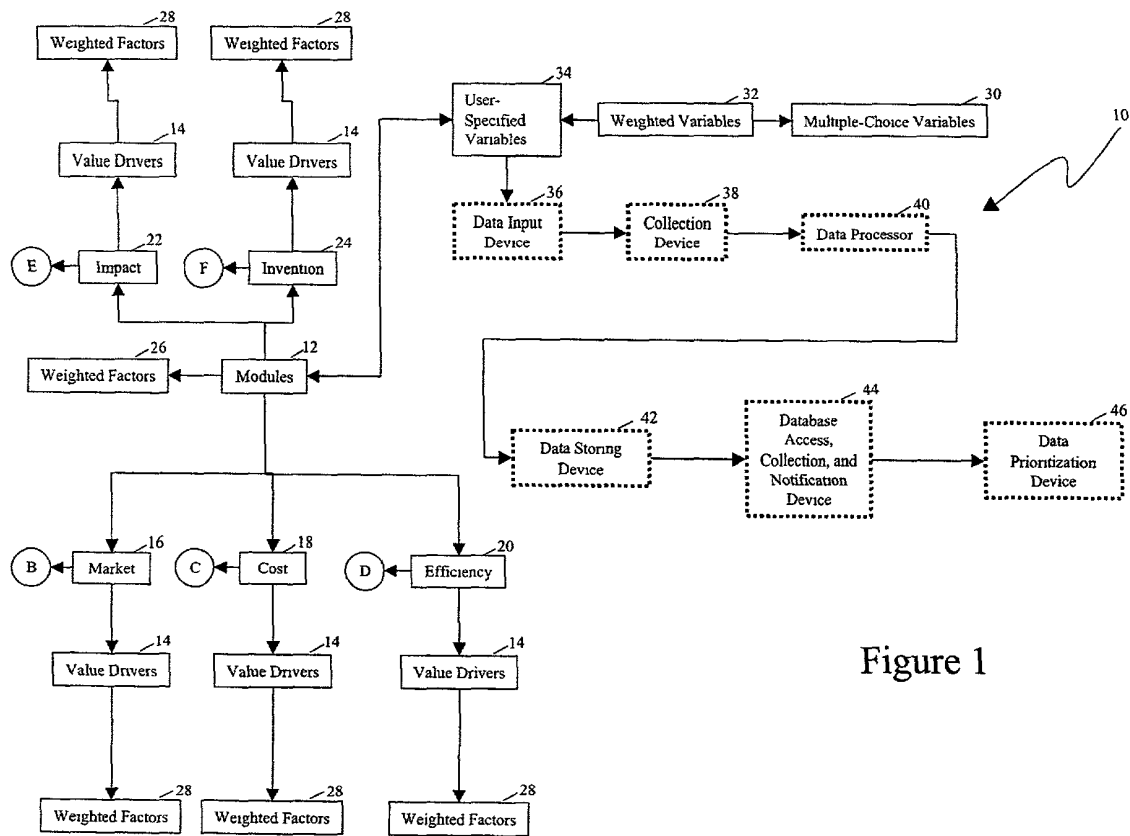 28
28
Weighted Factors
Weighted Factors
34
User-
Specified
Variables
32
Weighted Variables
30
Multiple-Choice Variables
10
14
Value Drivers
14
Value Drivers
36
Data Input
Device
38
Collection
Device
40
Data Processor
E
22
Impact
F
24
Invention
26
Weighted Factors
12
Modules
42
Data Storing
Device
44
Database
Access,
Collection, and
Notification
Device
46
Data
Prioritization
Device
B
16
Market
C
18
Cost
D
20
Efficiency
14
Value Drivers
14
Value Drivers
14
Value Drivers
Figure 1
28
Weighted Factors
28
Weighted Factors
28
Weighted Factors